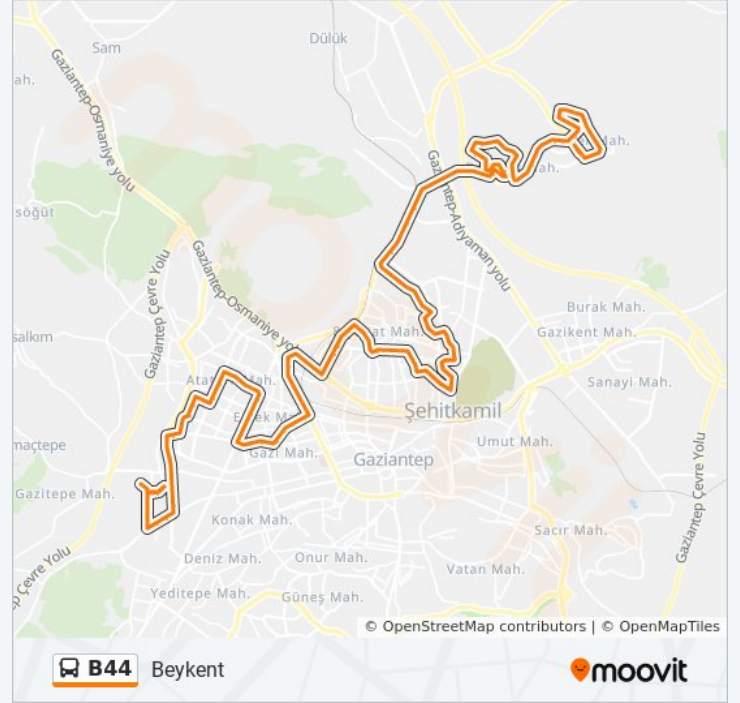 Sam
Dülük
ah.
Gaziantep-Osmaniye yolu
söğüt
Mah.
Gaziantep-Adıyaman yolu
Gaziantep Çevre Yolu
Gaziantep-Osmaniye yolu
Burak Mah.
Gazikent Mah.
salkım
Mah.
Sanayi Mah.
Mah.
Şehitkamil
Mah.
Umut Mah.
maçtepe
Gazi Mah.
Gaziantep
Gazitepe Mah.
Gaziantep Çevre Yolu
Konak Mah.
Sacır Mah.
Deniz Mah.
Onur Mah.
Vatan Mah.
Çevre Yolu
Yeditepe Mah.
Güneş Mah.
© OpenStreetMap contributors | © OpenMapTiles
B44 Beykent
moovit